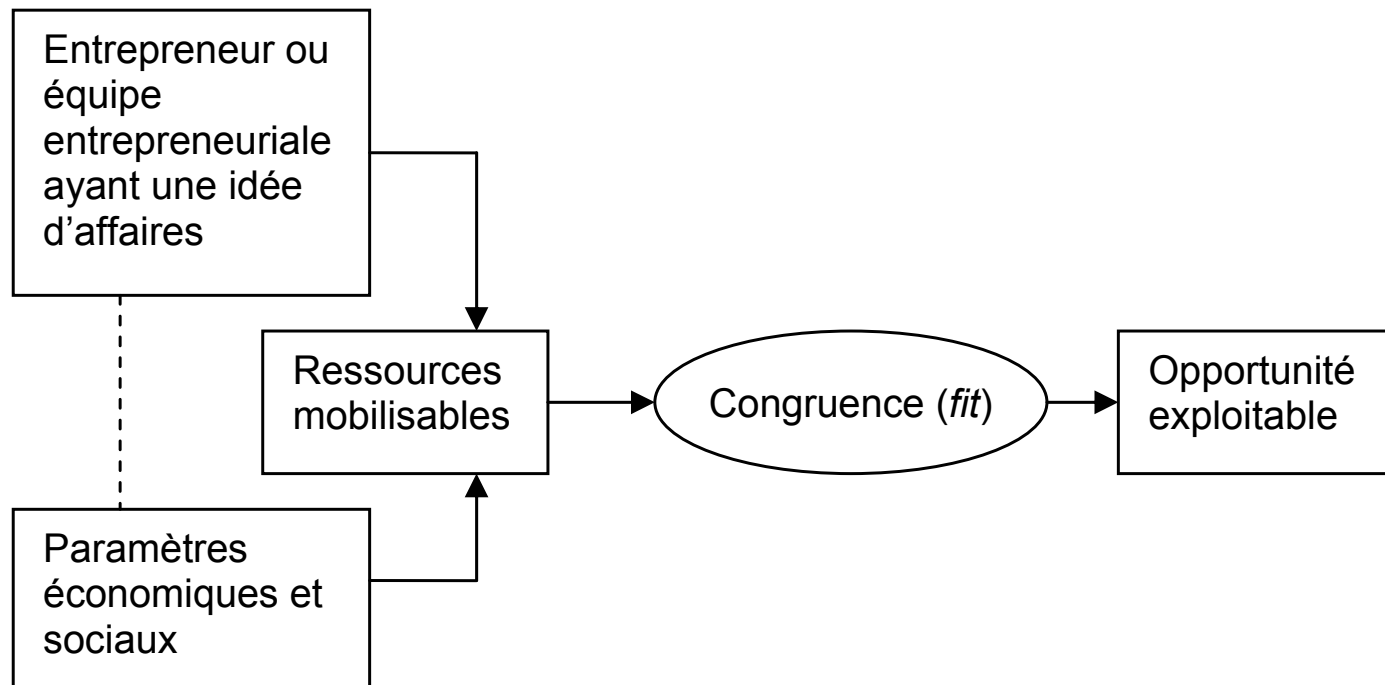 Entrepreneur ou
équipe
entrepreneuriale
ayant une idée
d’affaires
Ressources
mobilisables
Congruence (fit)
Opportunité
exploitable
Paramètres
économiques et
sociaux